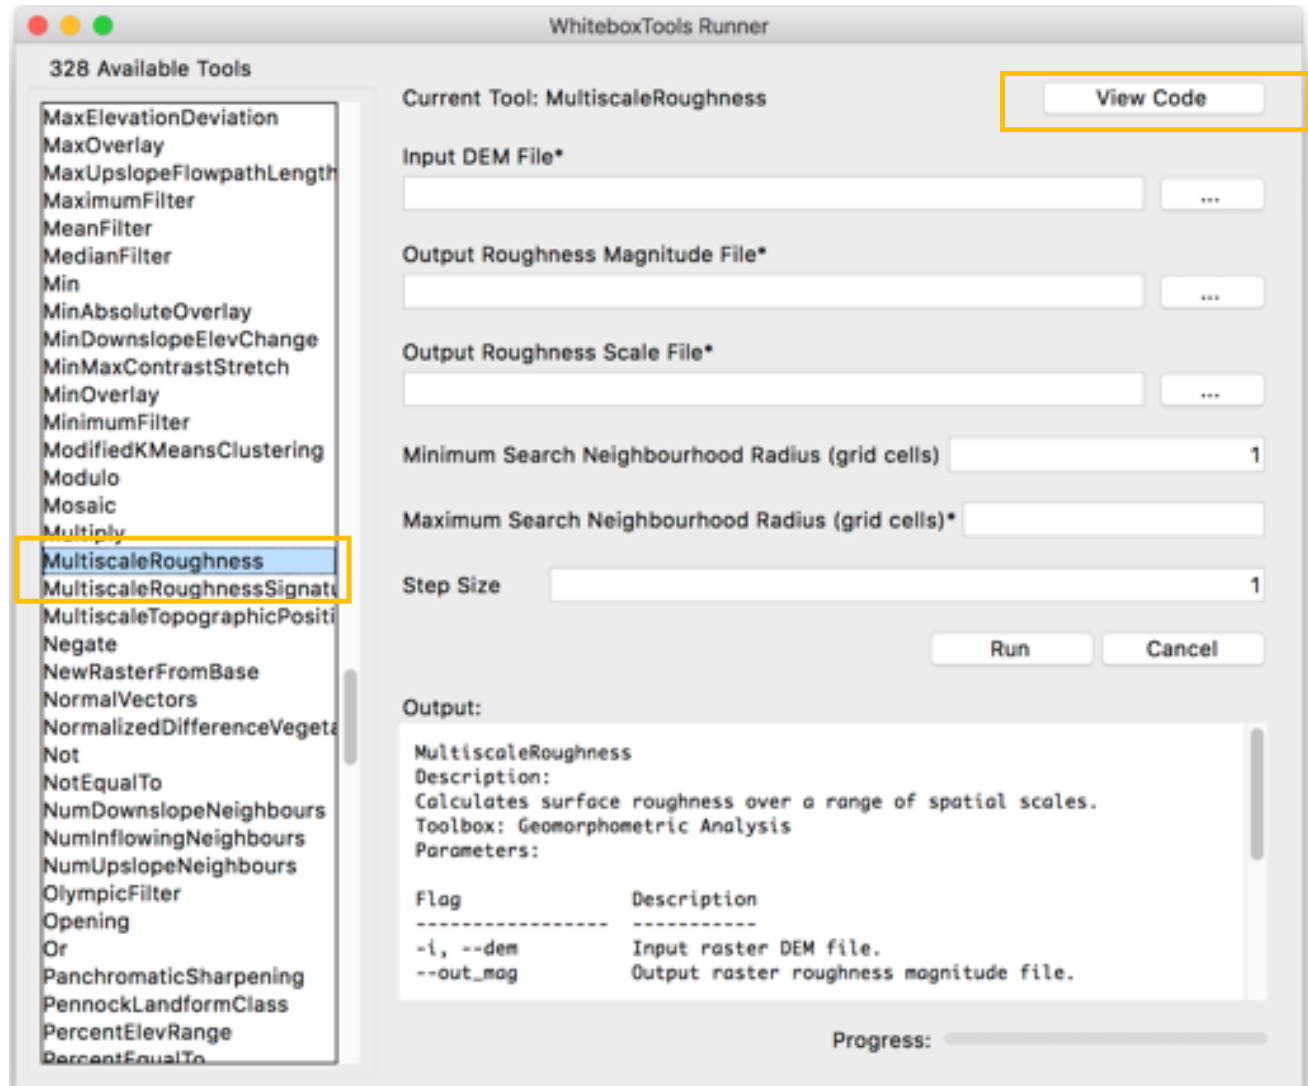 WhiteboxTools Runner
328 Available Tools
MaxElevationDeviation
MaxOverlay
MaxUpslopeFlowpathLength
MaximumFilter
MeanFilter
MedianFilter
Min
MinAbsoluteOverlay
MinDownslopeElevChange
MinMaxContrastStretch
MinOverlay
MinimumFilter
ModifiedKMeansClustering
Modulo
Mosaic
Multiply
MultiscaleRoughness
MultiscaleRoughnessSignatu
MultiscaleTopographicPositi
Negate
NewRasterFromBase
NormalVectors
NormalizedDifferenceVegeta
Not
NotEqualTo
NumDownslopeNeighbours
NumInflowingNeighbours
NumUpslopeNeighbours
OlympicFilter
Opening
Or
PanchromaticSharpening
PennockLandformClass
PercentElevRange
PercentEqualTo
Current Tool: MultiscaleRoughness
View Code
Input DEM File*
...
Output Roughness Magnitude File*
...
Output Roughness Scale File*
...
Minimum Search Neighbourhood Radius (grid cells) 1
Maximum Search Neighbourhood Radius (grid cells)*
Step Size 1
Run Cancel
Output:
MultiscaleRoughness
Description:
Calculates surface roughness over a range of spatial scales.
Toolbox: Geomorphometric Analysis
Parameters:
Flag Description
----------------- -----------
-i, --dem Input raster DEM file.
--out_mag Output raster roughness magnitude file.
Progress: